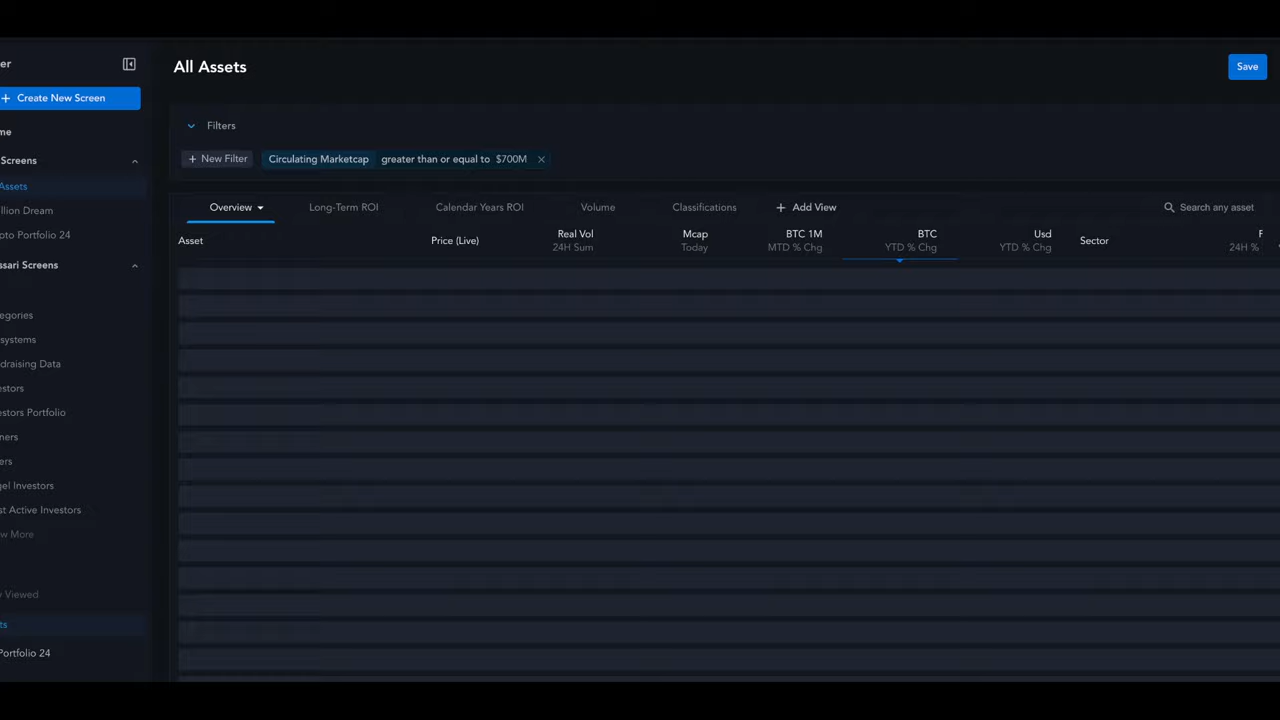 er
All Assets
Save
+ Create New Screen
Filters
me
+ New Filter
Circulating Marketcap greater than or equal to $700M ×
Screens
Assets
llion Dream
pto Portfolio 24
ssari Screens
egories
systems
draising Data
estors
estors Portfolio
ners
ers
gel Investors
st Active Investors
w More
y Viewed
ts
Portfolio 24
Overview
Long-Term ROI
Calendar Years ROI
Volume
Classifications
+ Add View
Search any asset
Asset
Price (Live)
Real Vol
24H Sum
Mcap
Today
BTC 1M
MTD % Chg
BTC
YTD % Chg
Usd
YTD % Chg
Sector
F
24H %